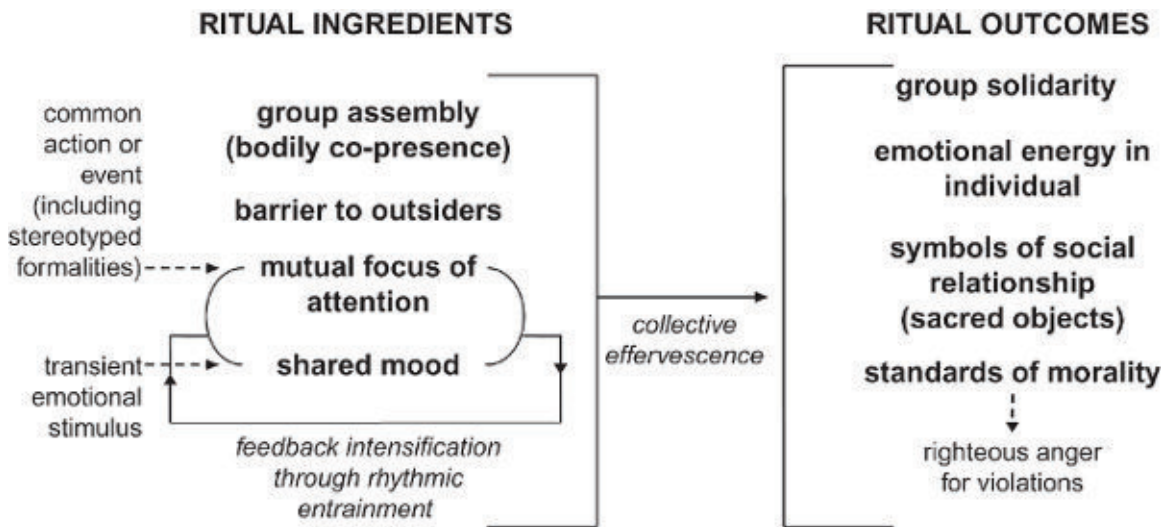 RITUAL INGREDIENTS
common
action or
event
(including
stereotyped
formalities)
transient
emotional
stimulus
group assembly
(bodily co-presence)
barrier to outsiders
mutual focus of
attention
shared mood
feedback intensification
through rhythmic
entrainment
collective
effervescence
RITUAL OUTCOMES
group solidarity
emotional energy in
individual
symbols of social
relationship
(sacred objects)
standards of morality
righteous anger
for violations